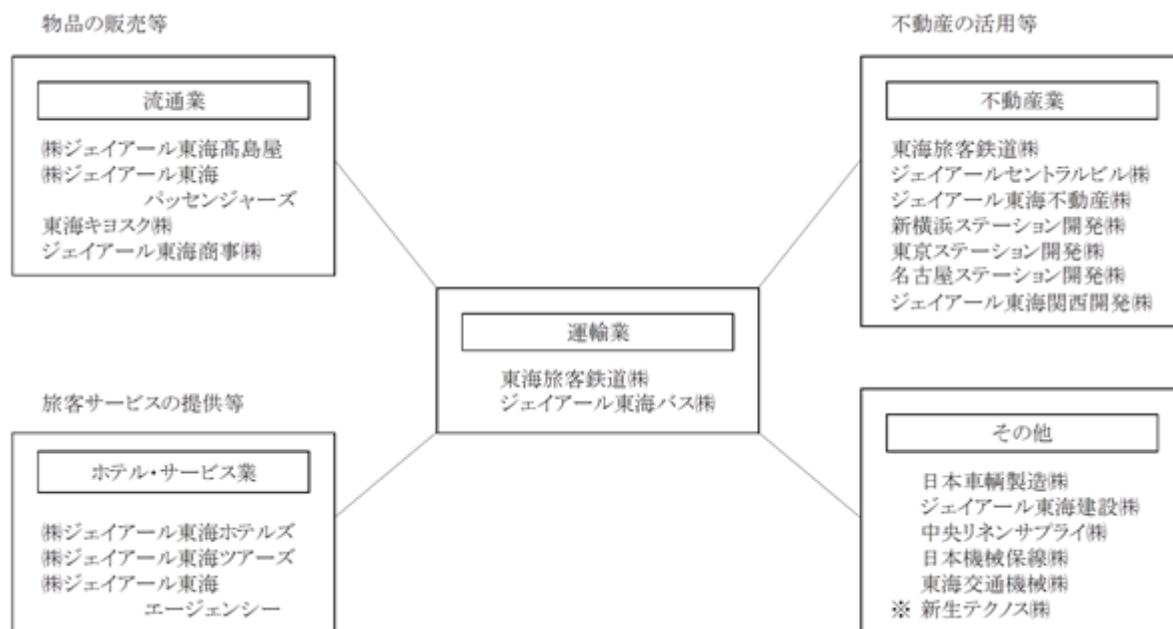 物品の販売等
流通業
㈱ジェイアール東海髙島屋
㈱ジェイアール東海
パッセンジャーズ
東海キヨスク㈱
ジェイアール東海商事㈱
旅客サービスの提供等
ホテル・サービス業
㈱ジェイアール東海ホテルズ
㈱ジェイアール東海ツアーズ
㈱ジェイアール東海
エージェンシー
運輸業
東海旅客鉄道㈱
ジェイアール東海バス㈱
不動産の活用等
不動産業
東海旅客鉄道㈱
ジェイアールセントラルビル㈱
ジェイアール東海不動産㈱
新横浜ステーション開発㈱
東京ステーション開発㈱
名古屋ステーション開発㈱
ジェイアール東海関西開発㈱
その他
日本車輌製造㈱
ジェイアール東海建設㈱
中央リネンサプライ㈱
日本機械保線㈱
東海交通機械㈱
※ 新生テクノス㈱